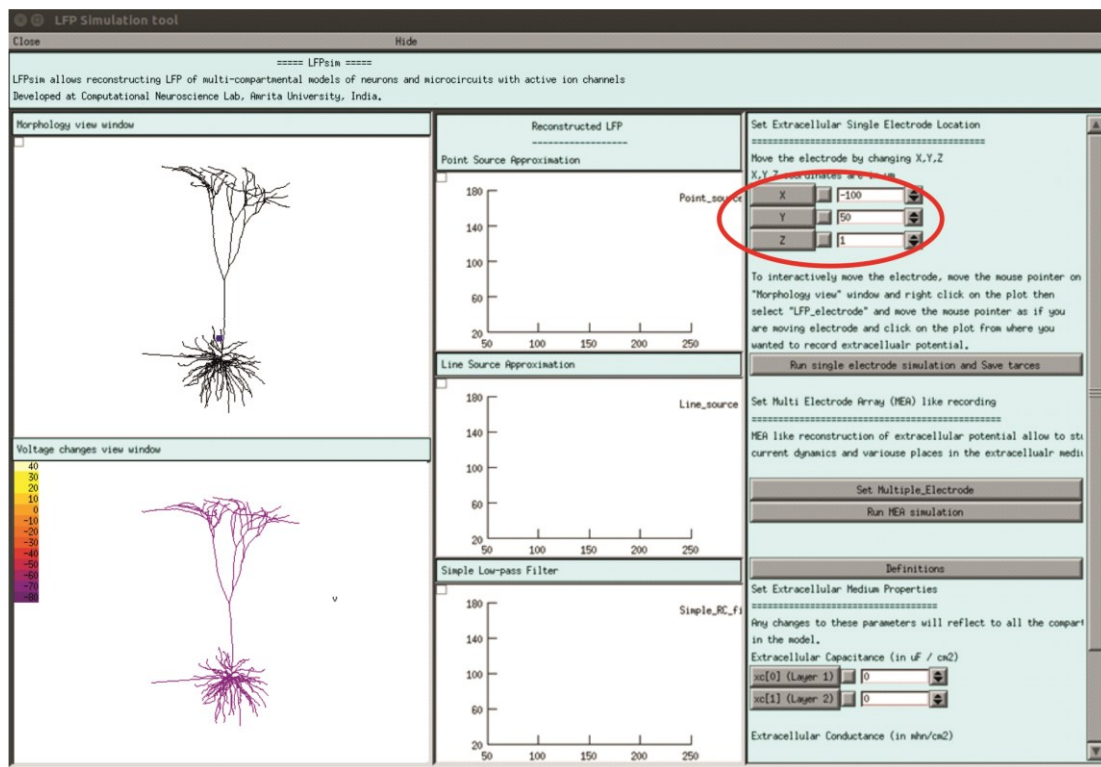 LFP Simulation tool
Close Hide
===== LFPsim =====
LFPsim allows reconstructing LFP of multi-compartmental models of neurons and microcircuits with active ion channels
Developed at Computational Neuroscience Lab, Amrita University, India.
Morphology view window
Voltage changes view window
40
30
20
10
0
-10
-20
-30
-40
-50
-60
-70
-80
v
Reconstructed LFP
------------------
Point Source Approximation
180
140
100
60
20
50 100 150 200 250
Point_source
Line Source Approximation
180
140
100
60
20
50 100 150 200 250
Line_source
Simple Low-pass Filter
180
140
100
60
20
50 100 150 200 250
Simple_RC_fi
Set Extracellular Single Electrode Location
============================================
Move the electrode by changing X,Y,Z
X,Y,Z coordinates are in um
X -100
Y 50
Z 1
To interactively move the electrode, move the mouse pointer on
"Morphology view" window and right click on the plot then
select "LFP_electrode" and move the mouse pointer as if you
are moving electrode and click on the plot from where you
wanted to record extracellualr potential.
Run single electrode simulation and Save tarces
Set Multi Electrode Array (MEA) like recording
===============================================
MEA like reconstruction of extracellular potential allow to stu
current dynamics and variouse places in the extracellualr mediu
Set Multiple_Electrode
Run MEA simulation
Definitions
Set Extracellular Medium Properties
===================================
Any changes to these parameters will reflect to all the compart
in the model.
Extracellular Capacitance (in uF / cm2)
xc[0] (Layer 1) 0
xc[1] (Layer 2) 0
Extracellular Conductance (in mhn/cm2)